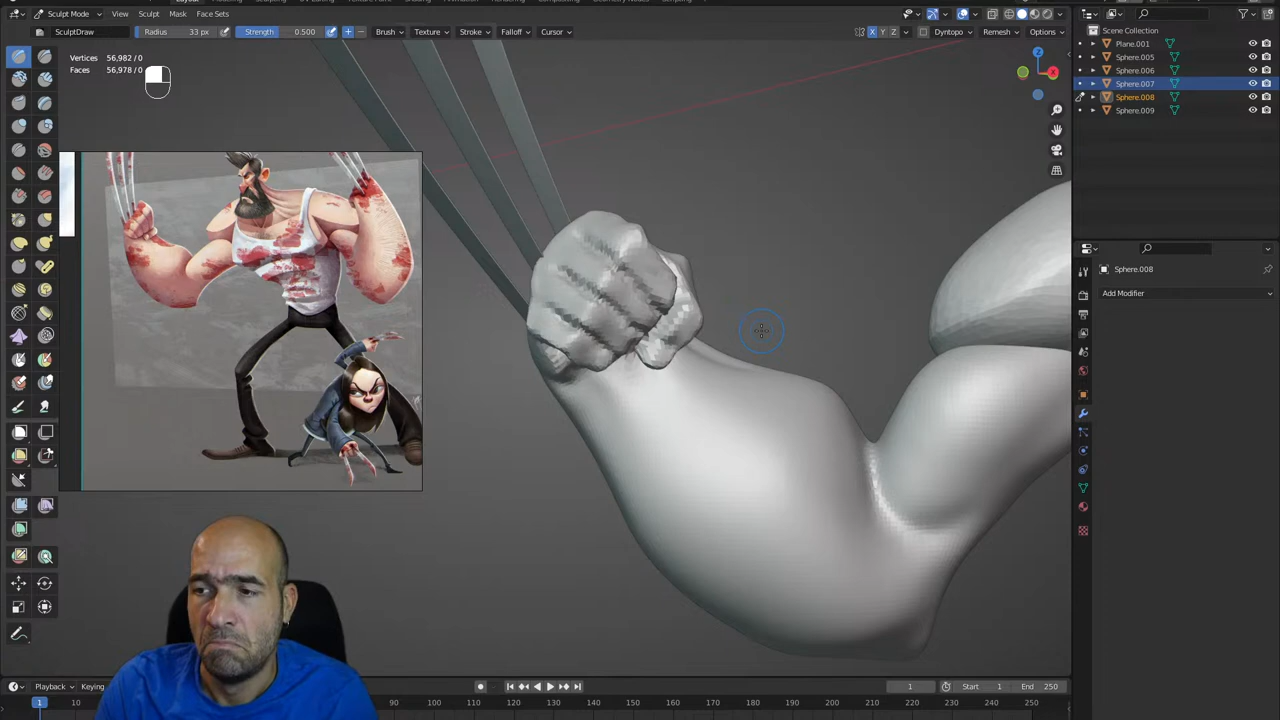 Sculpt Mode View Sculpt Mask Face Sets
SculptDraw Radius 33 px Strength 0.500 + − Brush Texture Stroke Falloff Cursor X Y Z Dyntopo Remesh Options
Vertices 56,982 / 0
Faces 56,978 / 0
Z
X
Scene Collection
Plane.001
Sphere.005
Sphere.006
Sphere.007
Sphere.008
Sphere.009
Sphere.008
Add Modifier
Playback Keying 1 Start 1 End 250
1 10 80 90 100 110 120 130 140 150 160 170 180 190 200 210 220 230 240 250